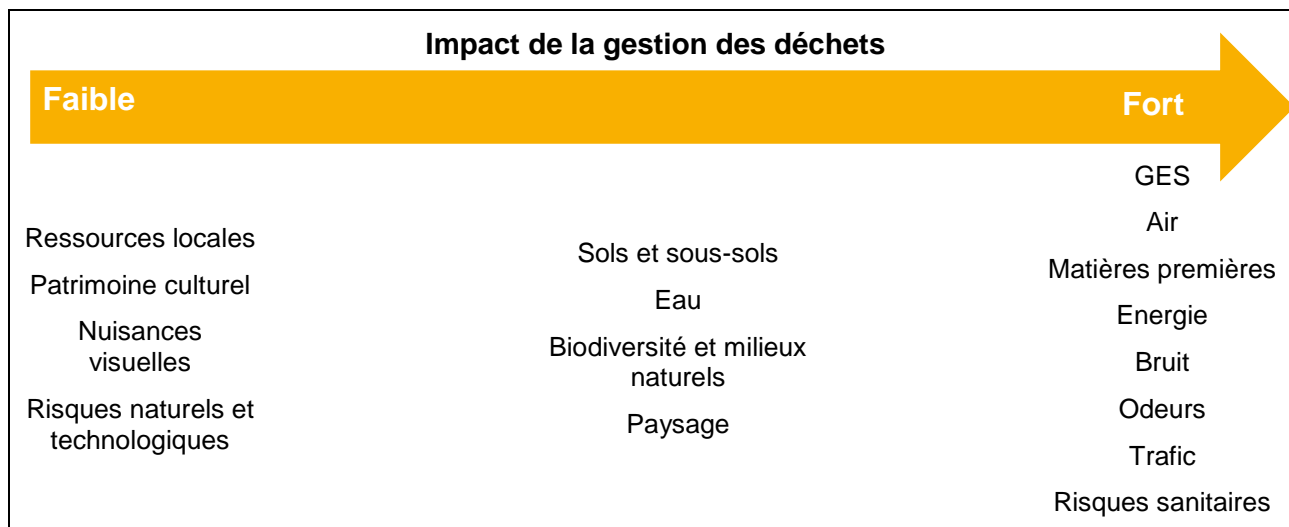 Impact de la gestion des déchets
Faible
Fort
Ressources locales
Patrimoine culturel
Nuisances
visuelles
Risques naturels et
technologiques
Sols et sous-sols
Eau
Biodiversité et milieux
naturels
Paysage
GES
Air
Matières premières
Energie
Bruit
Odeurs
Trafic
Risques sanitaires